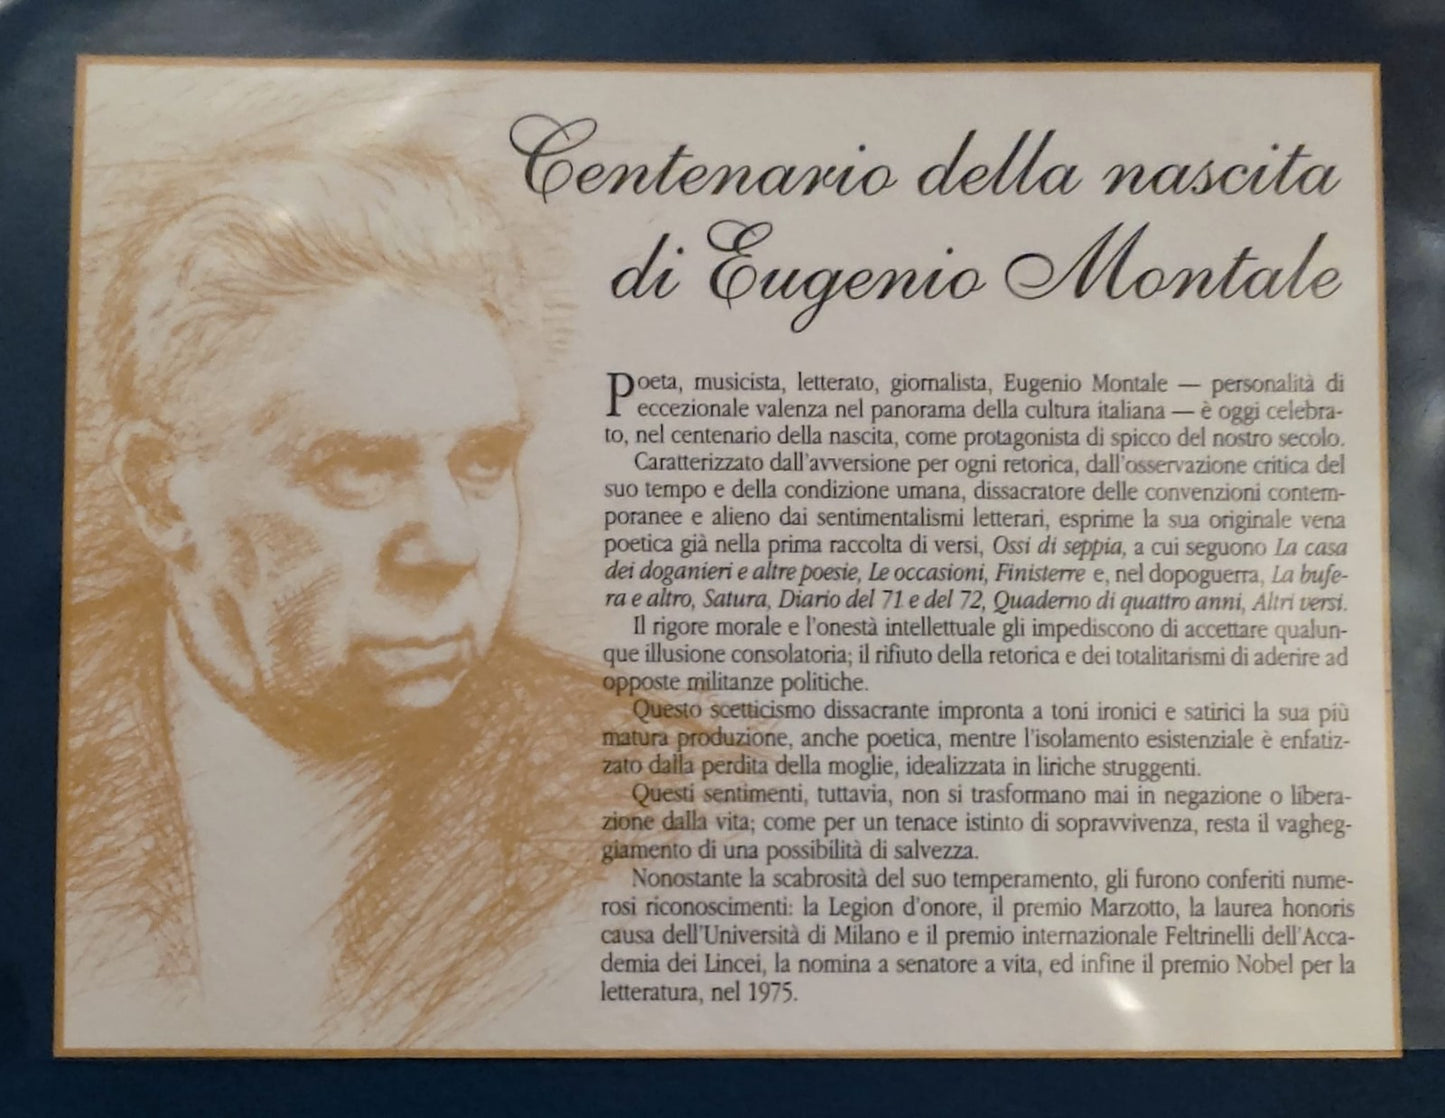 Centenario della nascita
di Eugenio Montale
Poeta, musicista, letterato, giornalista, Eugenio Montale — personalità di
eccezionale valenza nel panorama della cultura italiana — è oggi celebra-
to, nel centenario della nascita, come protagonista di spicco del nostro secolo.
Caratterizzato dall'avversione per ogni retorica, dall'osservazione critica del
suo tempo e della condizione umana, dissacratore delle convenzioni contem-
poranee e alieno dai sentimentalismi letterari, esprime la sua originale vena
poetica già nella prima raccolta di versi, Ossi di seppia, a cui seguono La casa
dei doganieri e altre poesie, Le occasioni, Finisterre e, nel dopoguerra, La bufe-
ra e altro, Satura, Diario del 71 e del 72, Quaderno di quattro anni, Altri versi.
Il rigore morale e l'onestà intellettuale gli impediscono di accettare qualun-
que illusione consolatoria; il rifiuto della retorica e dei totalitarismi di aderire ad
opposte militanze politiche.
Questo scetticismo dissacrante impronta a toni ironici e satirici la sua più
matura produzione, anche poetica, mentre l'isolamento esistenziale è enfatiz-
zato dalla perdita della moglie, idealizzata in liriche struggenti.
Questi sentimenti, tuttavia, non si trasformano mai in negazione o libera-
zione dalla vita; come per un tenace istinto di sopravvivenza, resta il vagheg-
giamento di una possibilità di salvezza.
Nonostante la scabrosità del suo temperamento, gli furono conferiti nume-
rosi riconoscimenti: la Legion d'onore, il premio Marzotto, la laurea honoris
causa dell'Università di Milano e il premio internazionale Feltrinelli dell'Acca-
demia dei Lincei, la nomina a senatore a vita, ed infine il premio Nobel per la
letteratura, nel 1975.